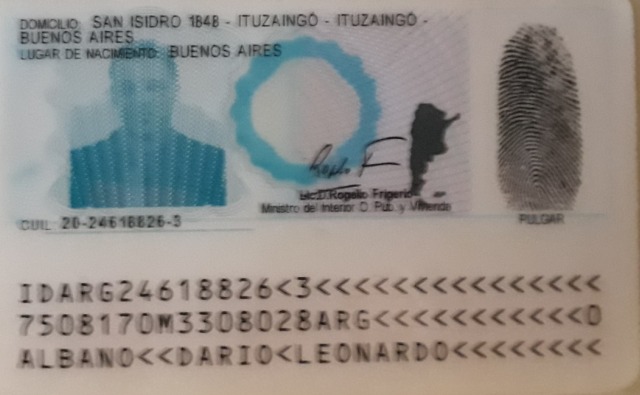 DOMICILIO: SAN ISIDRO 1848 - ITUZAINGÓ - ITUZAINGÓ -
BUENOS AIRES
LUGAR DE NACIMIENTO: BUENOS AIRES
Lic. Rogelio Frigerio
Ministro del Interior O. Púb. y Vivienda
CUIL: 20-24618826-3
PULGAR
IDARG24618826<3<<<<<<<<<<<<<<<
7508170M3308028ARG<<<<<<<<<<<0
ALBANO<<DARIO<LEONARDO<<<<<<<<